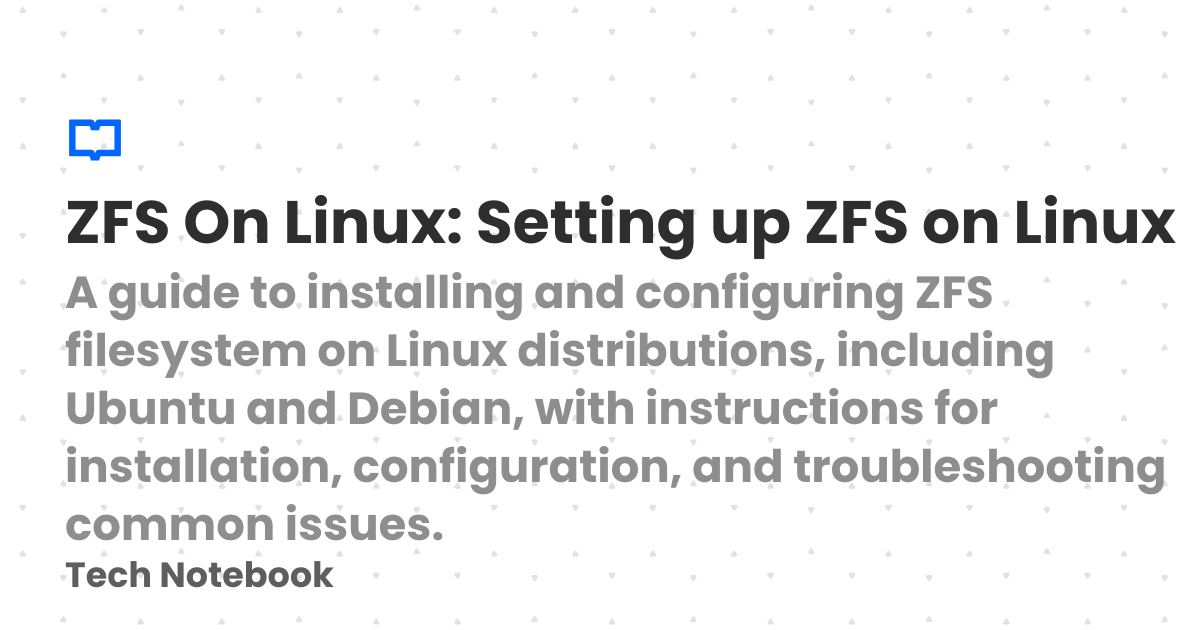 ZFS On Linux: Setting up ZFS on Linux
A guide to installing and configuring ZFS
filesystem on Linux distributions, including
Ubuntu and Debian, with instructions for
installation, configuration, and troubleshooting
common issues.
Tech Notebook